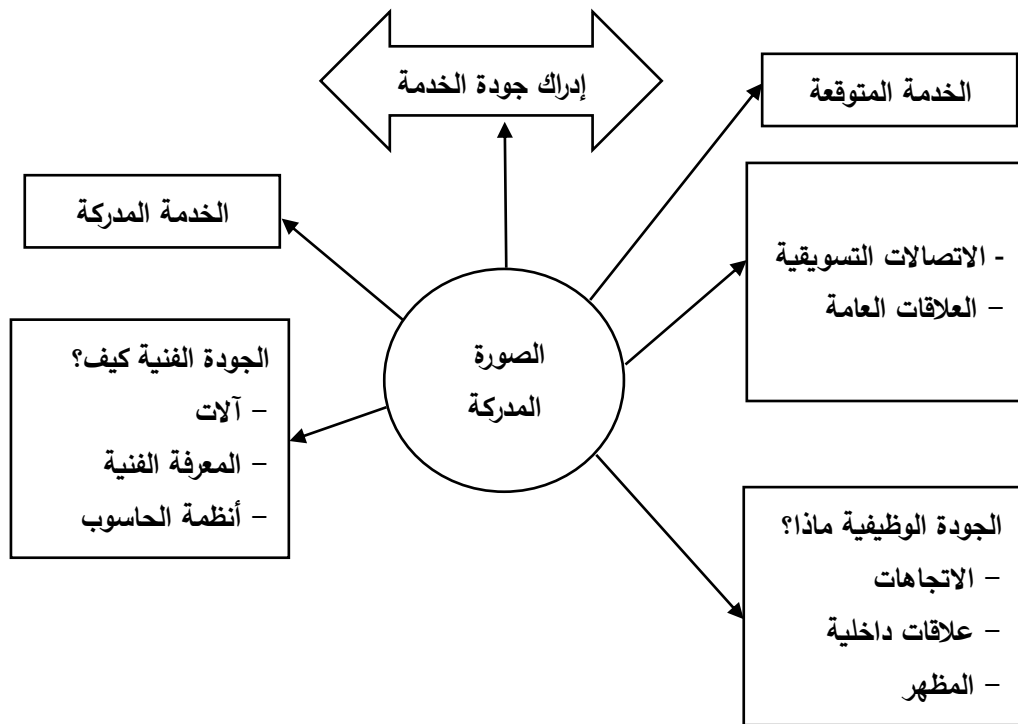 إدراك جودة الخدمة
الخدمة المتوقعة
الخدمة المدركة
- الاتصالات التسويقية
– العلاقات العامة
الصورة
المدركة
الجودة الفنية كيف؟
– آلات
– المعرفة الفنية
– أنظمة الحاسوب
الجودة الوظيفية ماذا؟
– الاتجاهات
– علاقات داخلية
– المظهر